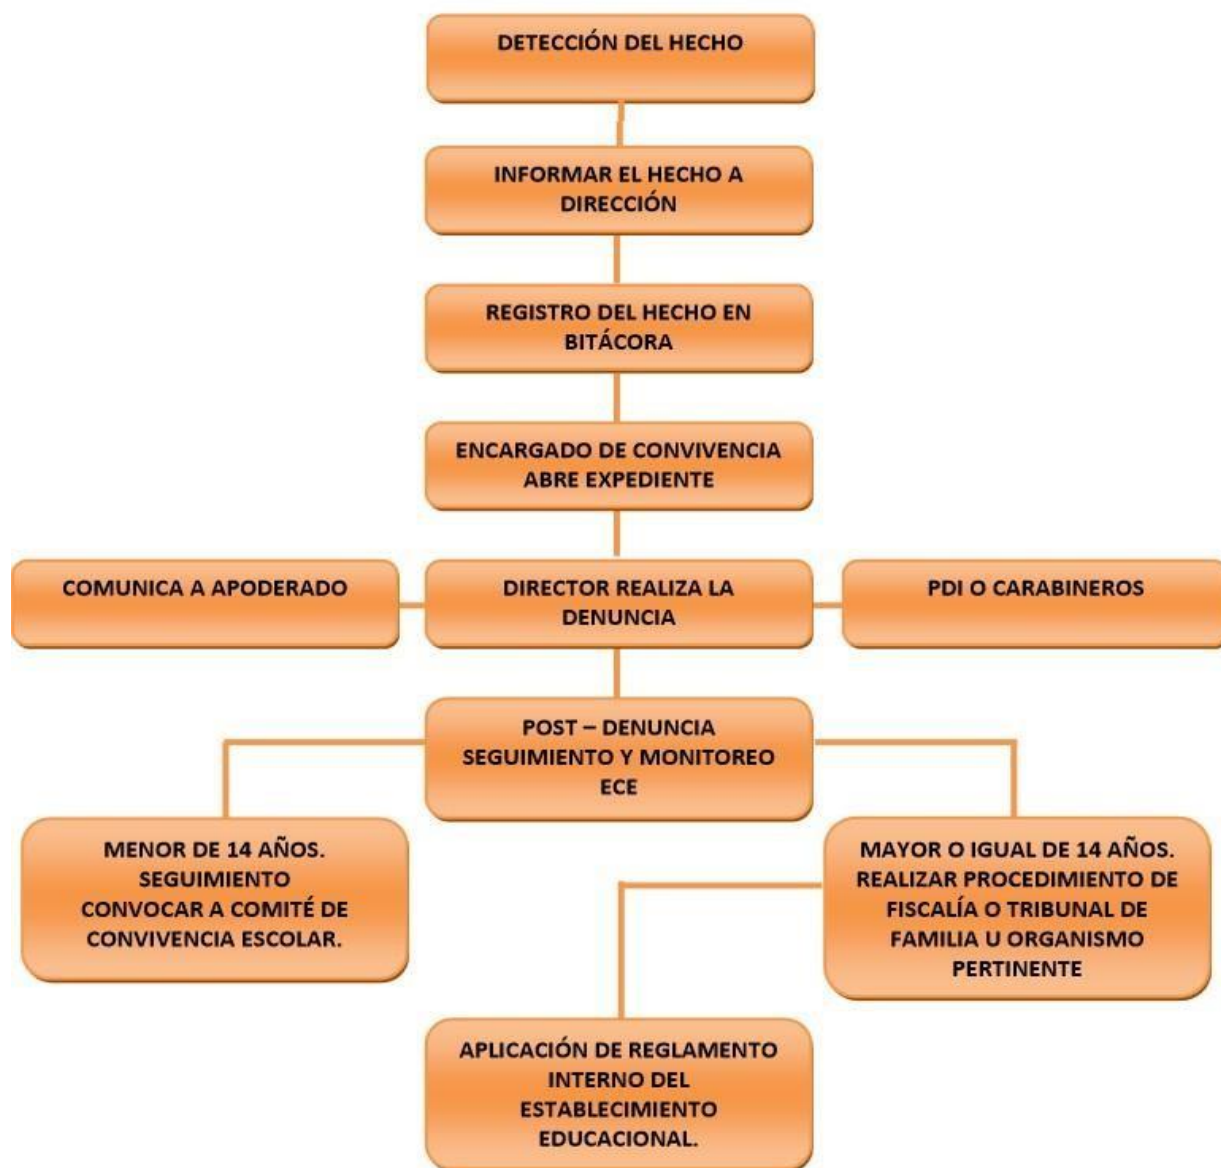 DETECCIÓN DEL HECHO
INFORMAR EL HECHO A
DIRECCIÓN
REGISTRO DEL HECHO EN
BITÁCORA
ENCARGADO DE CONVIVENCIA
ABRE EXPEDIENTE
COMUNICA A APODERADO
DIRECTOR REALIZA LA
DENUNCIA
PDI O CARABINEROS
POST – DENUNCIA
SEGUIMIENTO Y MONITOREO
ECE
MENOR DE 14 AÑOS.
SEGUIMIENTO
CONVOCAR A COMITÉ DE
CONVIVENCIA ESCOLAR.
MAYOR O IGUAL DE 14 AÑOS.
REALIZAR PROCEDIMIENTO DE
FISCALÍA O TRIBUNAL DE
FAMILIA U ORGANISMO
PERTINENTE
APLICACIÓN DE REGLAMENTO
INTERNO DEL
ESTABLECIMIENTO
EDUCACIONAL.